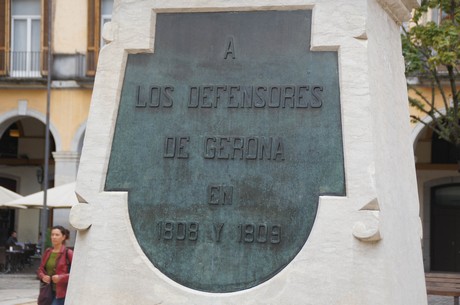 A
LOS DEFENSORES
DE GERONA
EN
1808 Y 1809